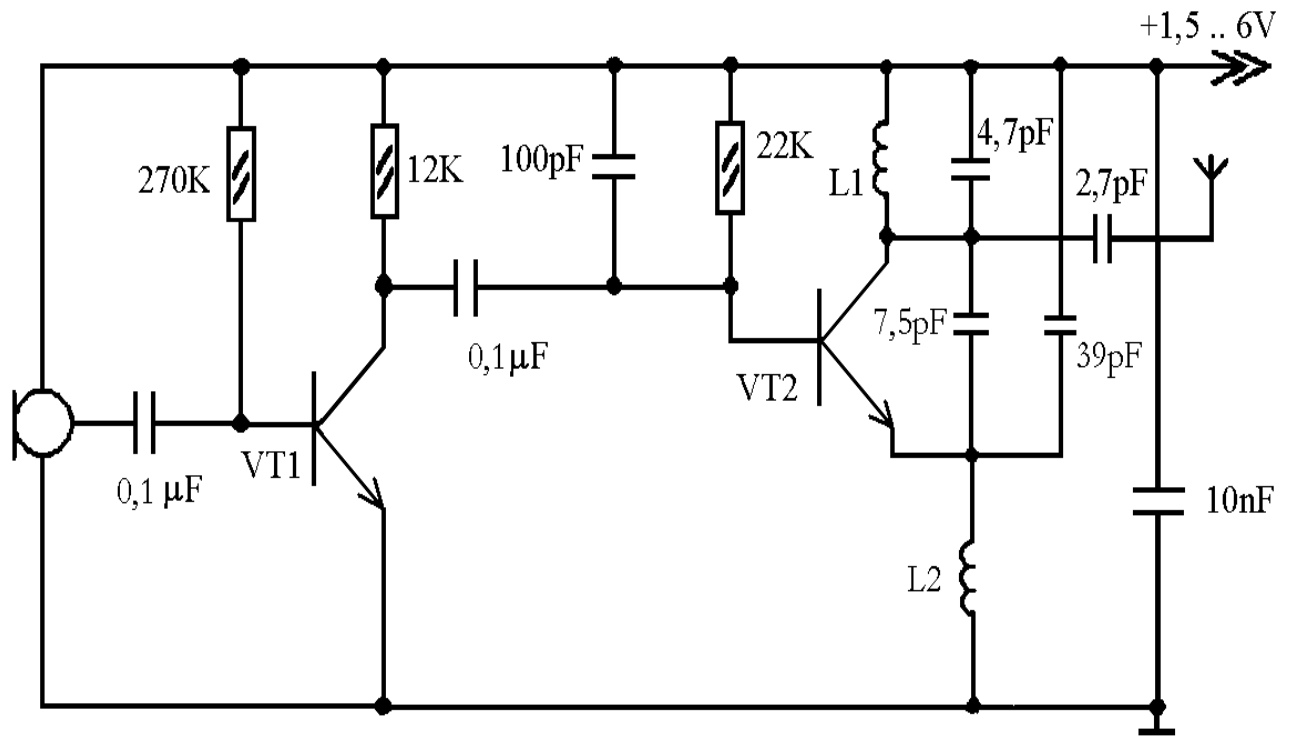 +1,5 .. 6V
4,7pF
22K
100pF
12K
270K
L1
2,7pF
7,5pF
39pF
0,1µF
VT2
VT1
0,1 µF
10nF
L2